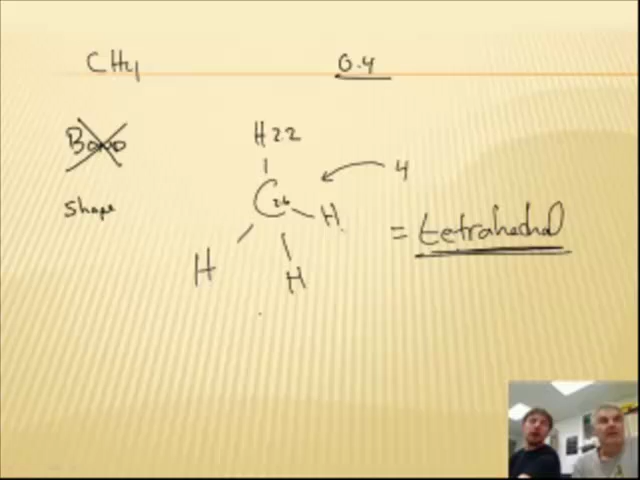 CH4
0.4
Bond
H 2.2
4
C 2.6
shape
H
= tetrahedral
H
H